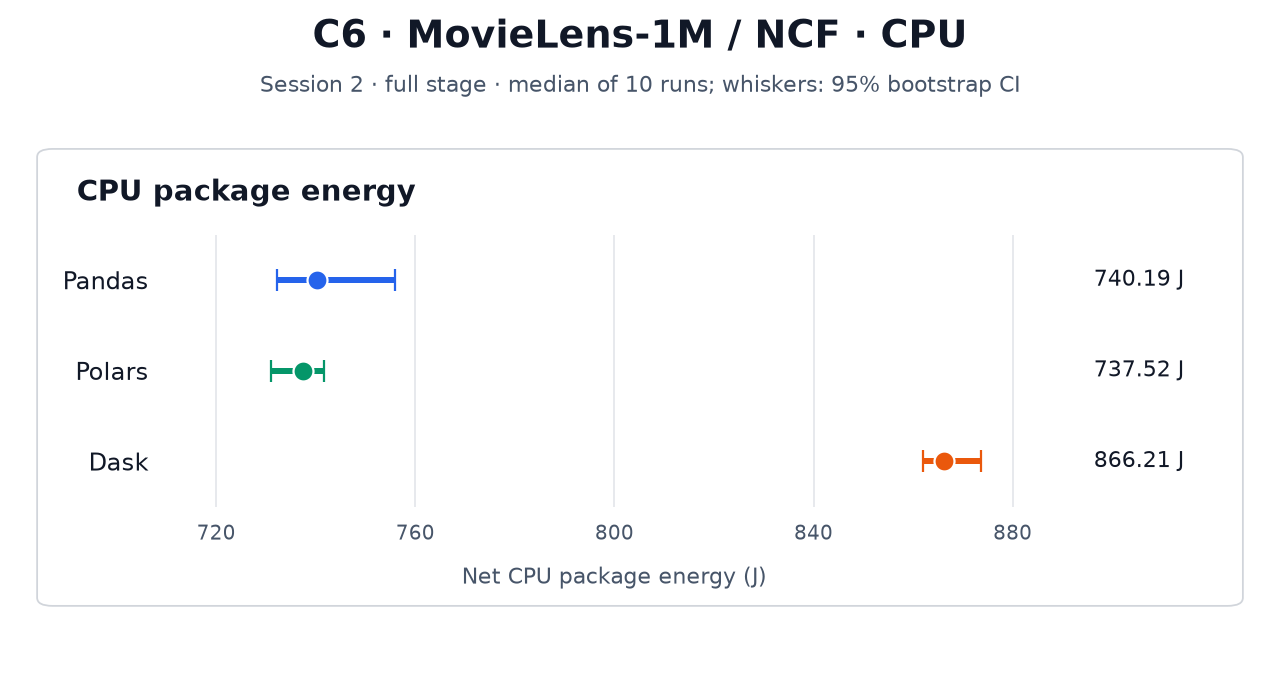 C6 · MovieLens-1M / NCF · CPU
Session 2 · full stage · median of 10 runs; whiskers: 95% bootstrap CI
CPU package energy
Pandas 740.19 J
Polars 737.52 J
Dask 866.21 J
720 760 800 840 880
Net CPU package energy (J)